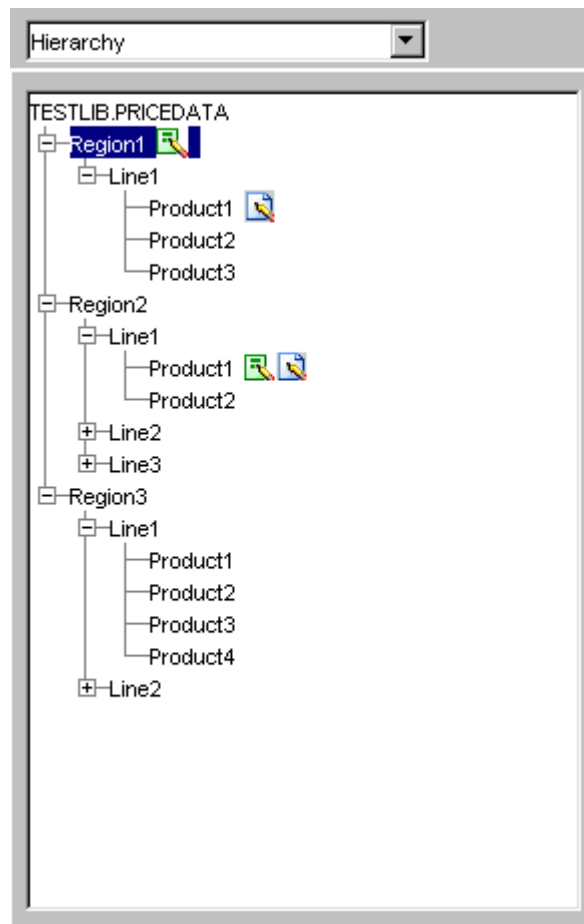 Hierarchy
TESTLIB.PRICEDATA
Region1
Line1
Product1
Product2
Product3
Region2
Line1
Product1
Product2
Line2
Line3
Region3
Line1
Product1
Product2
Product3
Product4
Line2